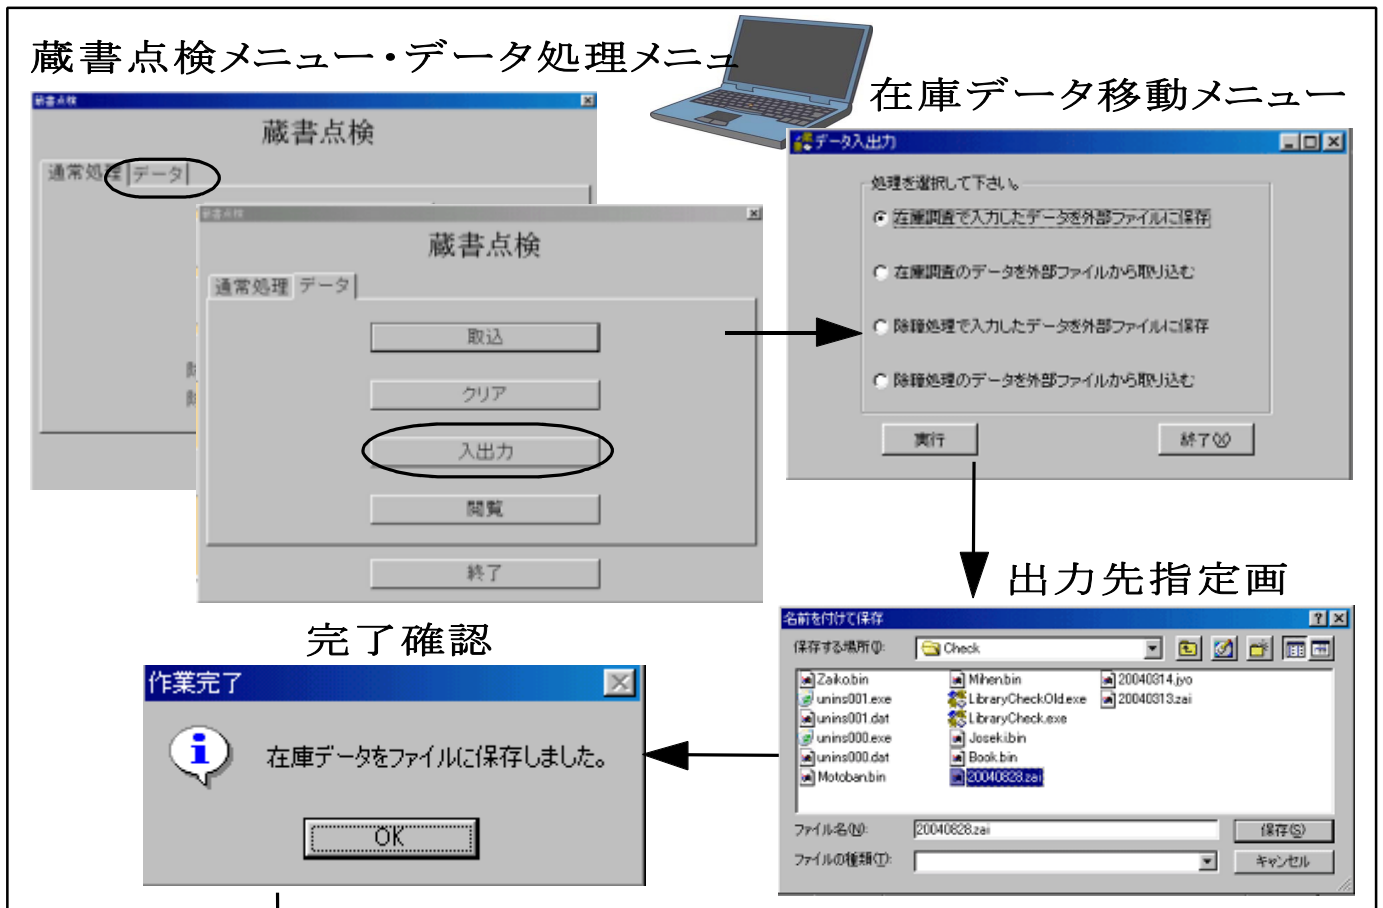 蔵書点検メニュー・データ処理メニュ
在庫データ移動メニュー
蔵書点検
蔵書点検
通常処理 データ
蔵書点検
蔵書点検
通常処理 データ
取込
クリア
入出力
閲覧
終了
データ入出力
処理を選択して下さい。
在庫調査で入力したデータを外部ファイルに保存
在庫調査のデータを外部ファイルから取り込む
除籍処理で入力したデータを外部ファイルに保存
除籍処理のデータを外部ファイルから取り込む
実行 終了(X)
出力先指定画
名前を付けて保存
保存する場所(I): Check
Zaiko.bin Mihen.bin 20040314.jyo
unins001.exe LibraryCheckOld.exe 20040313.zai
unins001.dat LibraryCheck.exe
unins000.exe Joseki.bin
unins000.dat Book.bin
Motoban.bin 20040828.zai
ファイル名(N): 20040828.zai 保存(S)
ファイルの種類(T): キャンセル
完了確認
作業完了
在庫データをファイルに保存しました。
OK